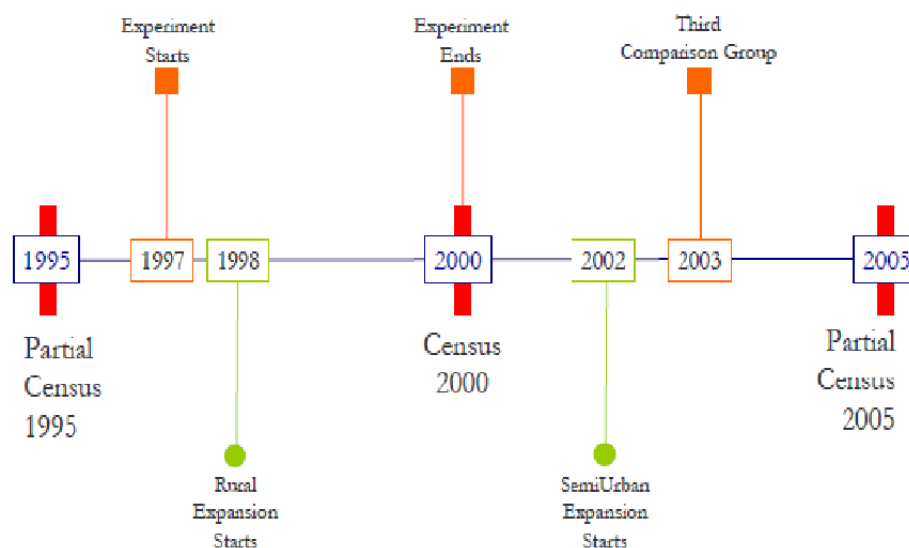 Experiment
Starts
Experiment
Ends
Third
Comparison Group
1995
1997
1998
2000
2002
2003
2005
Partial
Census
1995
Census
2000
Partial
Census
2005
Rural
Expansion
Starts
SemiUrban
Expansion
Starts